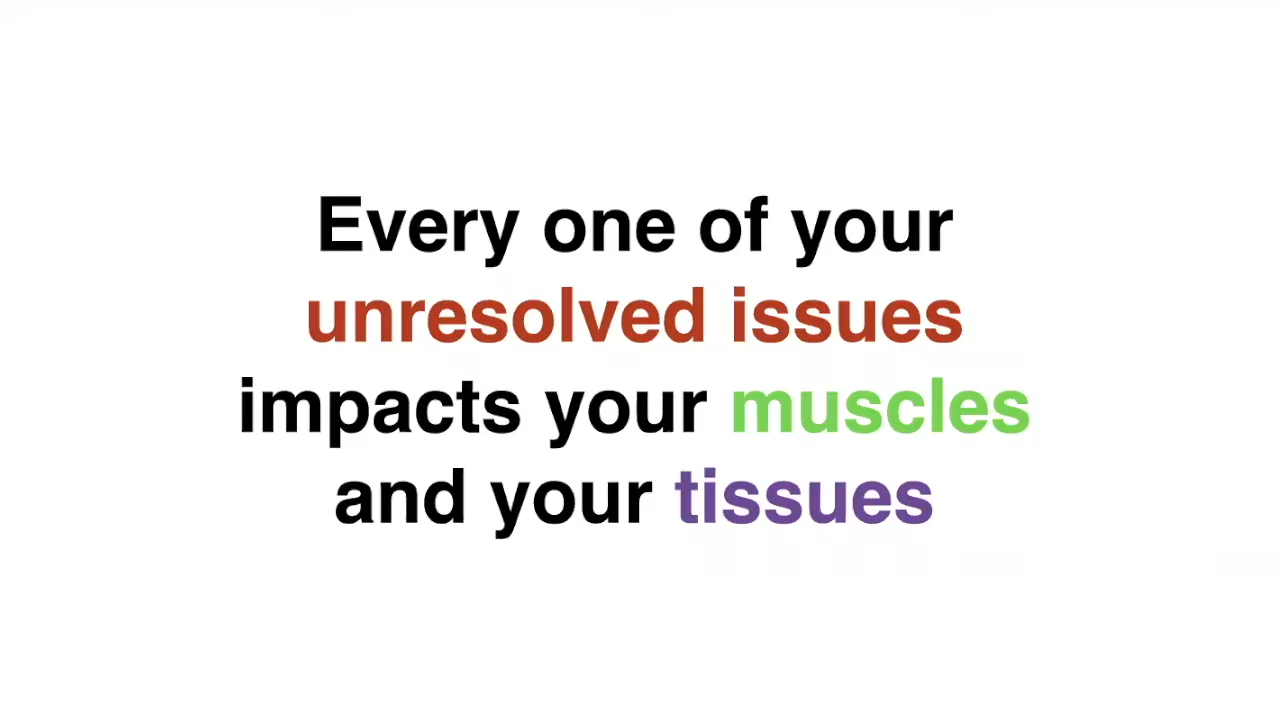 Every one of your
unresolved issues
impacts your muscles
and your tissues